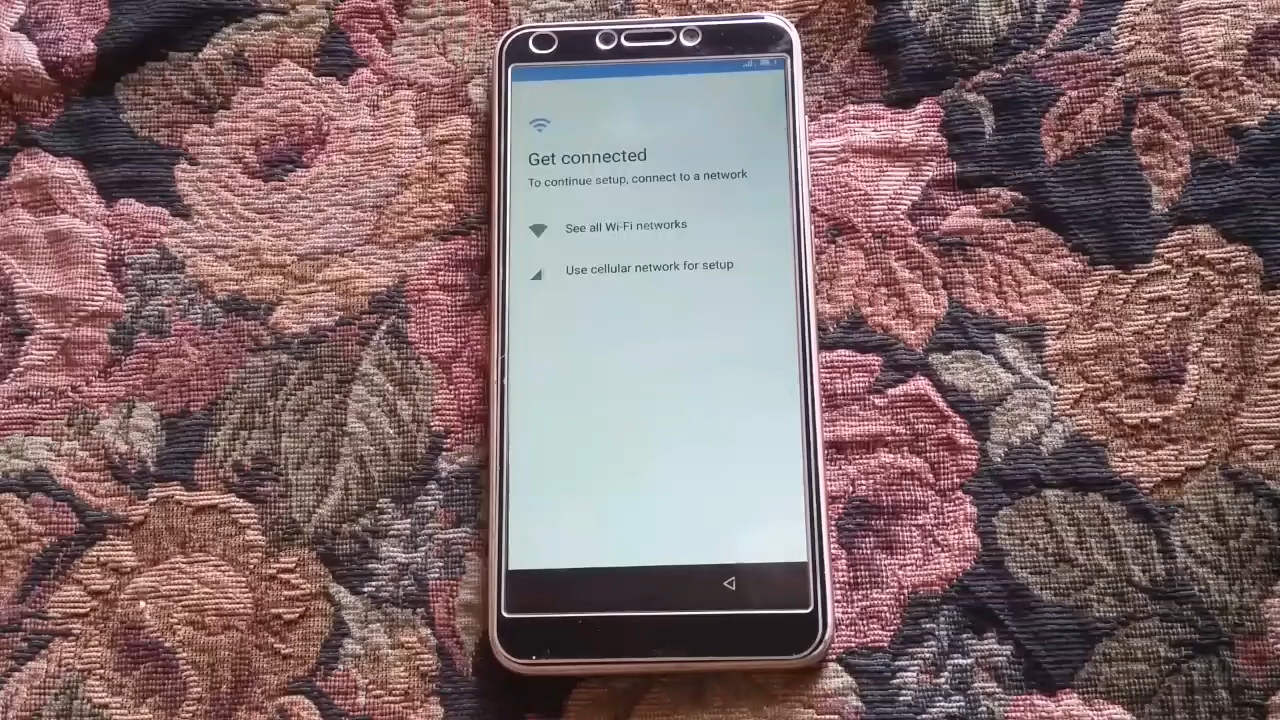 Get connected
To continue setup, connect to a network
See all Wi-Fi networks
Use cellular network for setup